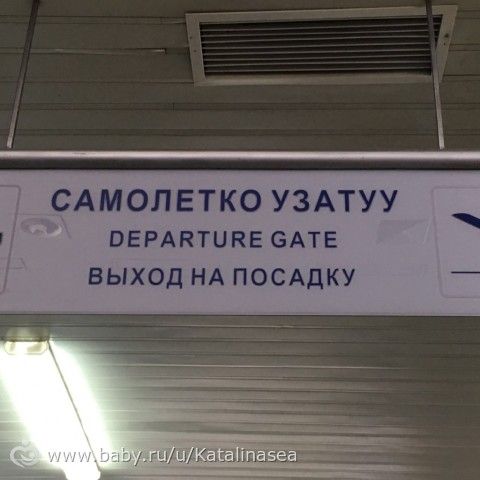 САМОЛЕТКО УЗАТУУ
DEPARTURE GATE
ВЫХОД НА ПОСАДКУ
www.baby.ru/u/Katalinasea